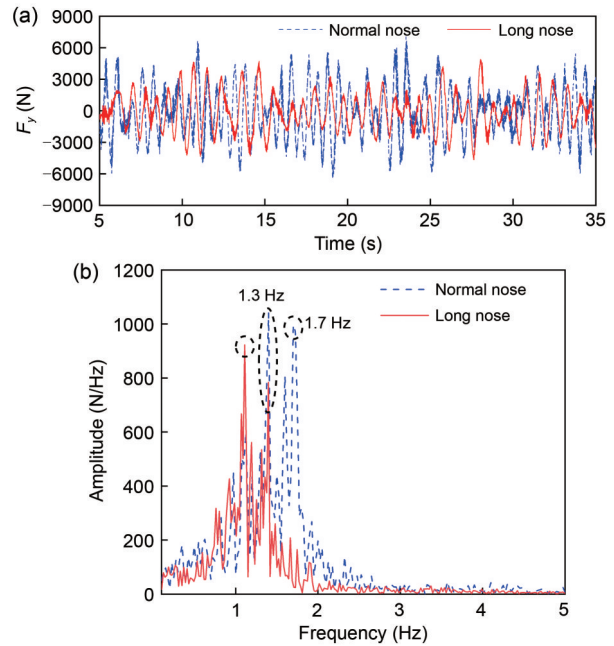 (a)
9000
6000
3000
0
−3000
−6000
−9000
Fy (N)
Normal nose
Long nose
5
10
15
20
25
30
35
Time (s)
(b)
1200
1000
800
600
400
200
0
Amplitude (N/Hz)
1.3 Hz
1.7 Hz
Normal nose
Long nose
1
2
3
4
5
Frequency (Hz)